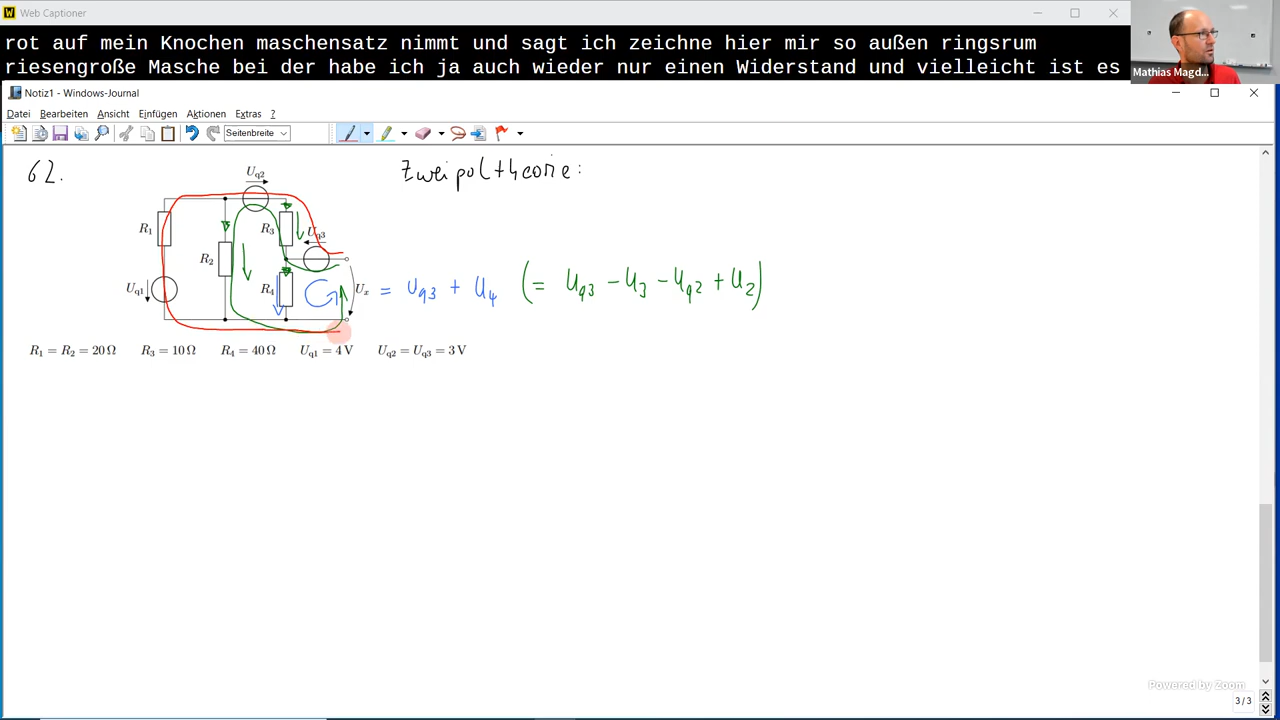 Web Captioner
rot auf mein Knochen maschensatz nimmt und sagt ich zeichne hier mir so außen ringsrum
riesengroße Masche bei der habe ich ja auch wieder nur einen Widerstand und vielleicht ist es
Mathias Magd...
Notiz1 - Windows-Journal
Datei Bearbeiten Ansicht Einfügen Aktionen Extras ?
Seitenbreite
62.
Zweipoltheorie:
Uq2
R1
R3
Uq3
R2
Uq1
R4
Ux
= Uq3 + U4 (= Uq3 - U3 - Uq2 + U2)
R1 = R2 = 20 Ω R3 = 10 Ω R4 = 40 Ω Uq1 = 4 V Uq2 = Uq3 = 3 V
Powered by Zoom
3/3